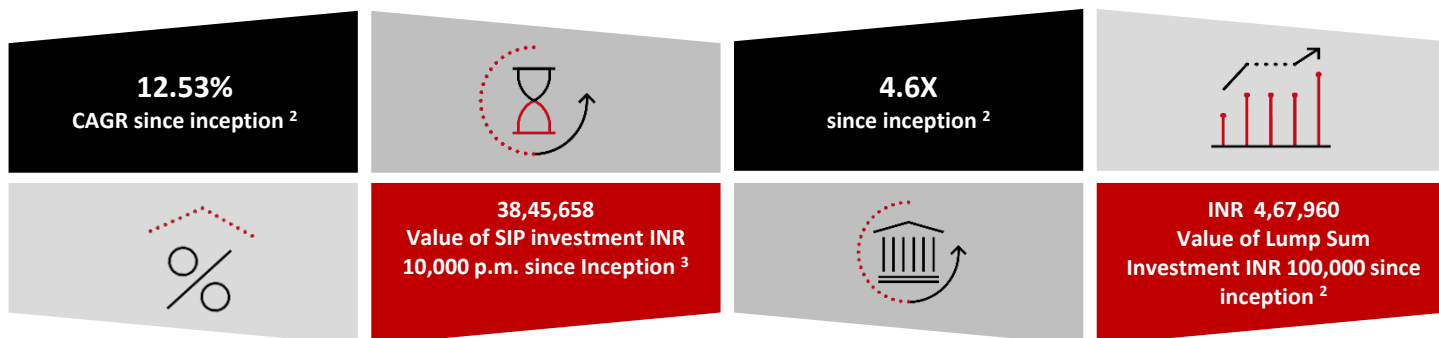 12.53%
CAGR since inception ²
4.6X
since inception ²
38,45,658
Value of SIP investment INR
10,000 p.m. since Inception ³
INR 4,67,960
Value of Lump Sum
Investment INR 100,000 since
inception ²